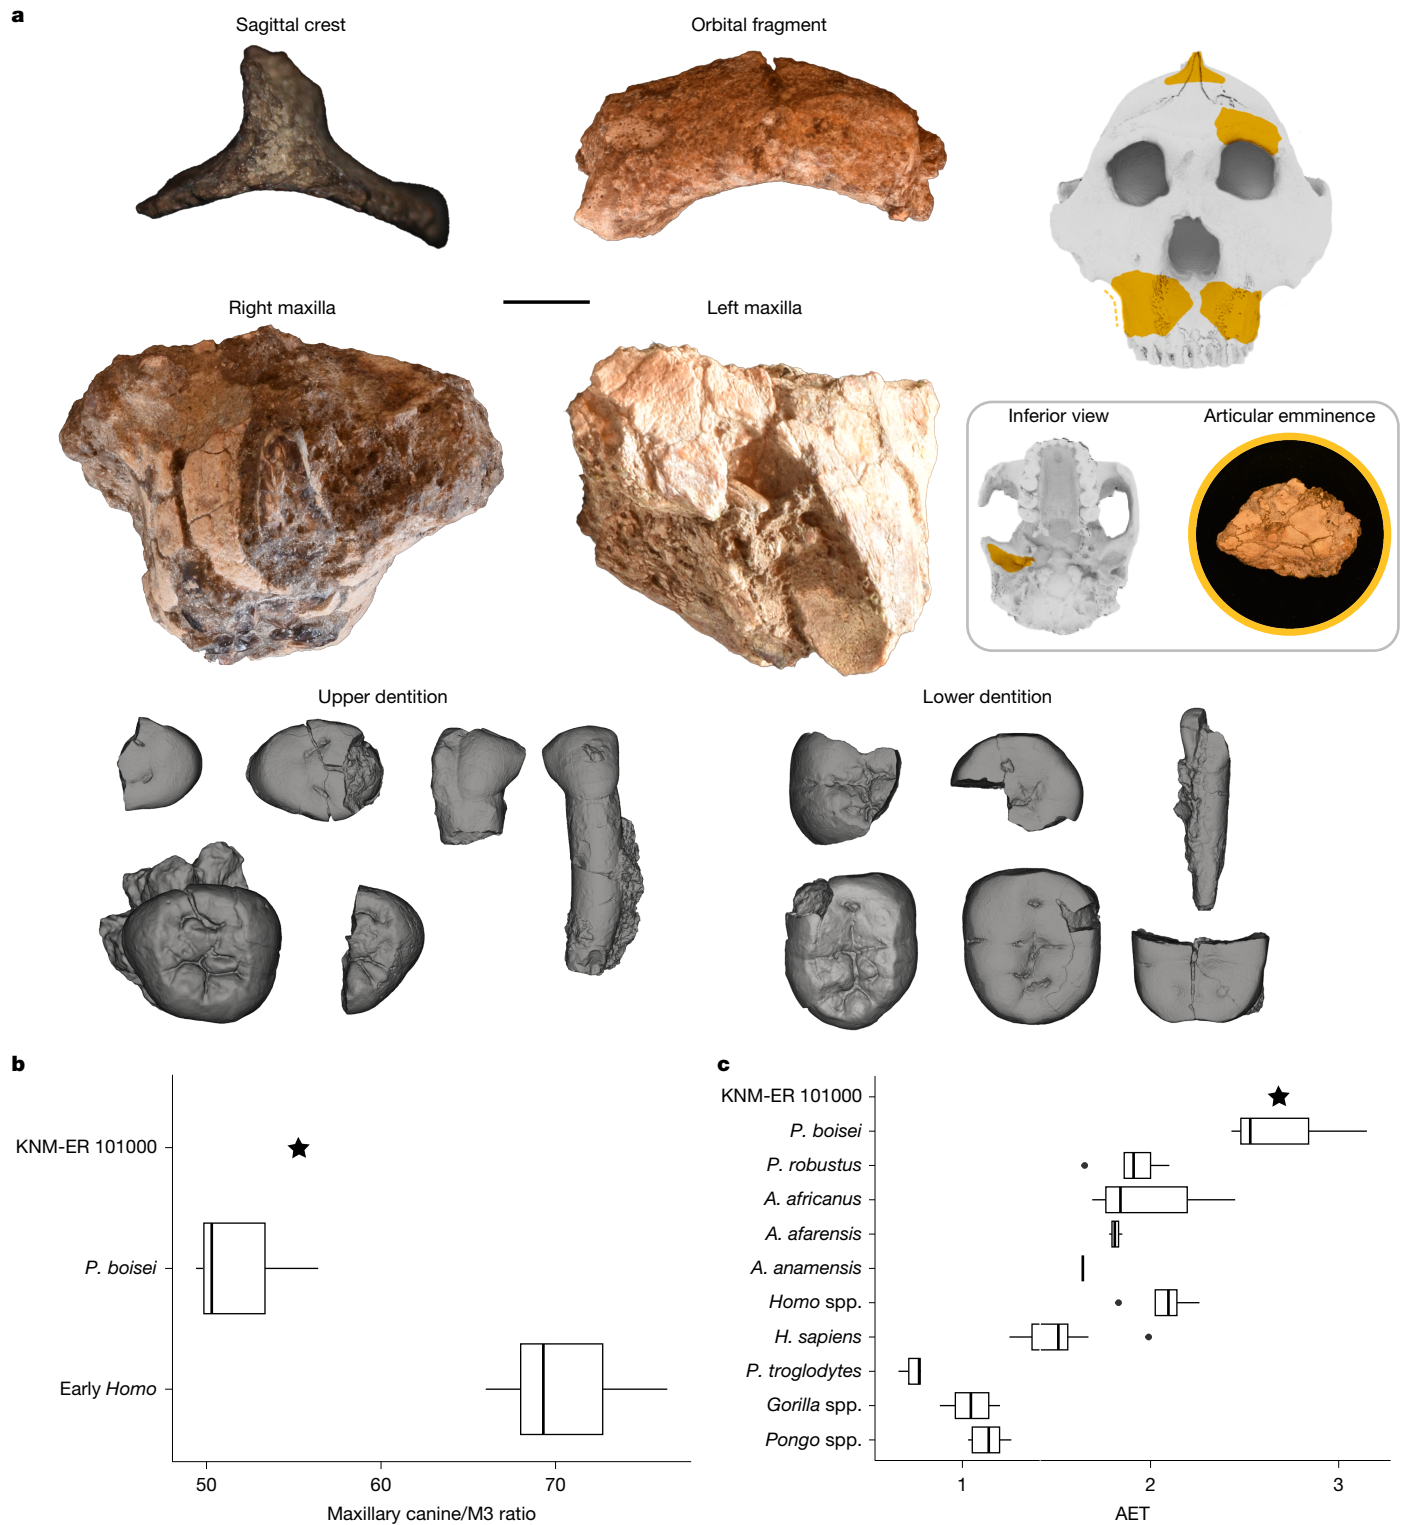 a
Sagittal crest
Orbital fragment
Right maxilla
Left maxilla
Inferior view
Articular emminence
Upper dentition
Lower dentition
b
KNM-ER 101000
P. boisei
Early Homo
50
60
70
Maxillary canine/M3 ratio
c
KNM-ER 101000
P. boisei
P. robustus
A. africanus
A. afarensis
A. anamensis
Homo spp.
H. sapiens
P. troglodytes
Gorilla spp.
Pongo spp.
1
2
3
AET